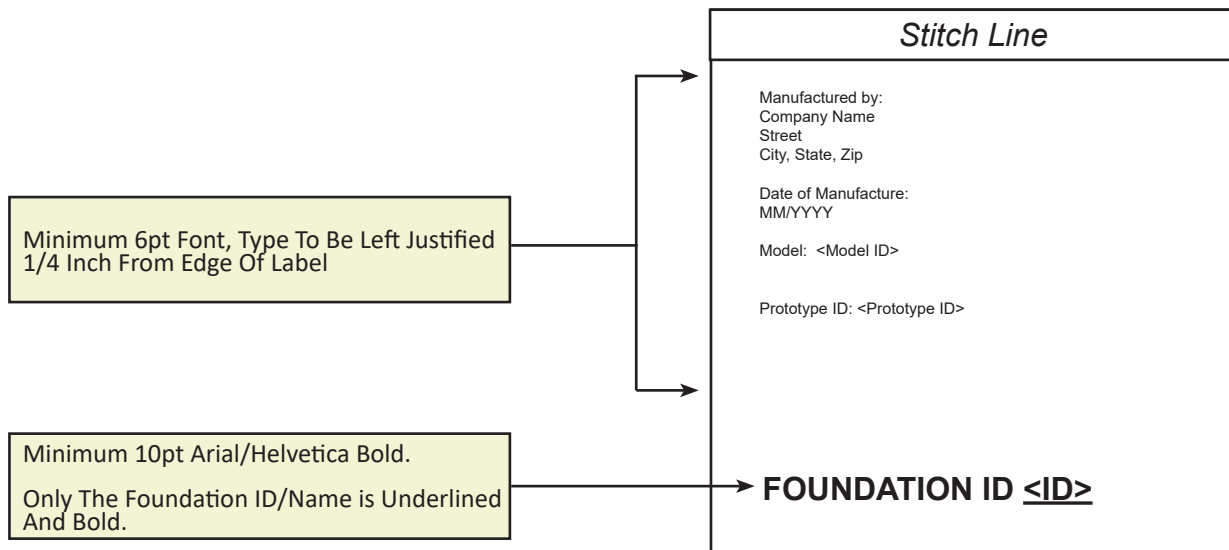 Stitch Line
Manufactured by:
Company Name
Street
City, State, Zip
Date of Manufacture:
MM/YYYY
Model:  <Model ID>
Prototype ID: <Prototype ID>
Minimum 6pt Font, Type To Be Left Justified
1/4 Inch From Edge Of Label
Minimum 10pt Arial/Helvetica Bold.
Only The Foundation ID/Name is Underlined
And Bold.
FOUNDATION ID <ID>